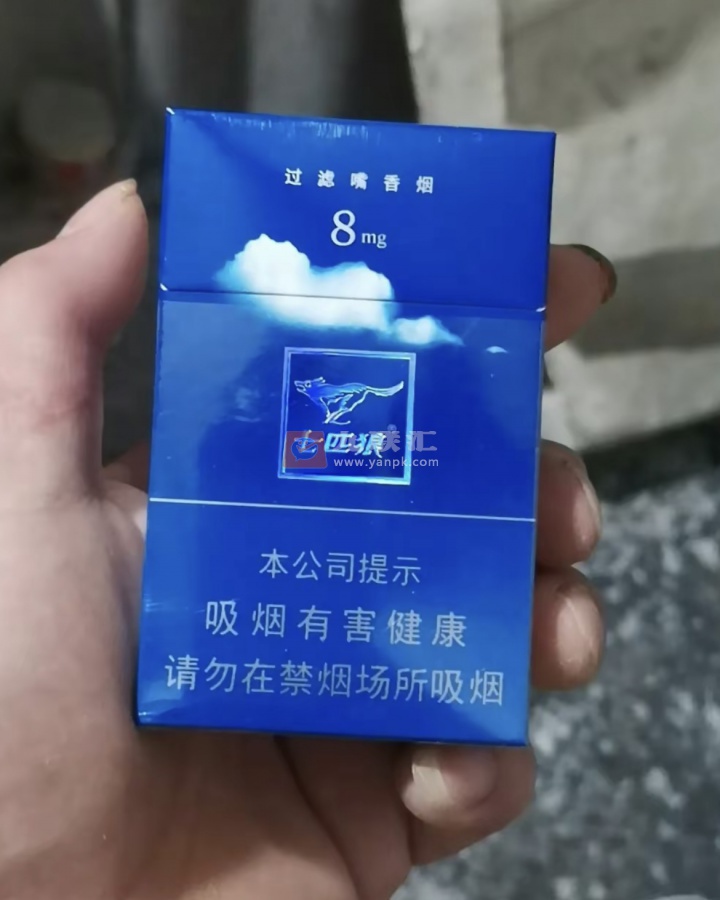 过滤嘴香烟
8mg
七匹狼
www.yanpk.com
本公司提示
吸烟有害健康
请勿在禁烟场所吸烟